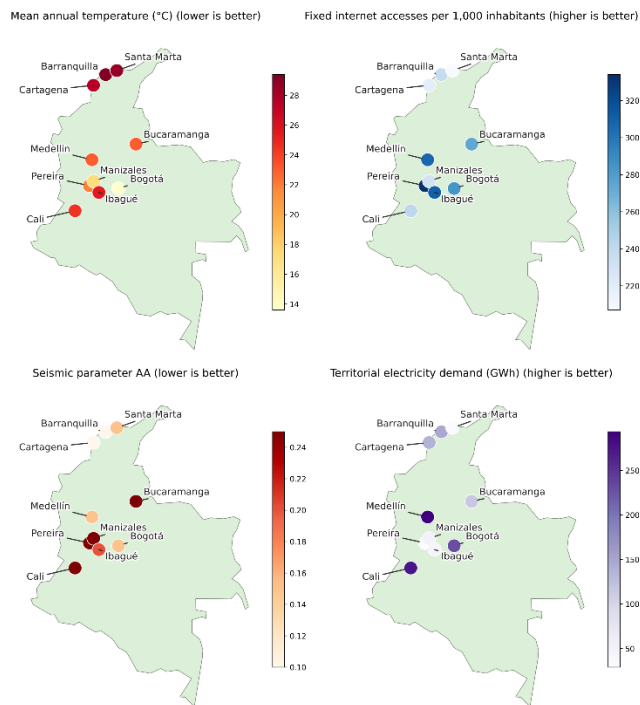 Mean annual temperature (°C) (lower is better)
Santa Marta
Barranquilla
Cartagena
Medellín
Bucaramanga
Pereira
Manizales
Bogotá
Ibagué
Cali
28
26
24
22
20
18
16
14
Fixed internet accesses per 1,000 inhabitants (higher is better)
Santa Marta
Barranquilla
Cartagena
Medellín
Bucaramanga
Pereira
Manizales
Bogotá
Ibagué
Cali
320
300
280
260
240
220
Seismic parameter AA (lower is better)
Santa Marta
Barranquilla
Cartagena
Medellín
Bucaramanga
Pereira
Manizales
Bogotá
Ibagué
Cali
0.24
0.22
0.20
0.18
0.16
0.14
0.12
0.10
Territorial electricity demand (GWh) (higher is better)
Santa Marta
Barranquilla
Cartagena
Medellín
Bucaramanga
Pereira
Manizales
Bogotá
Ibagué
Cali
250
200
150
100
50